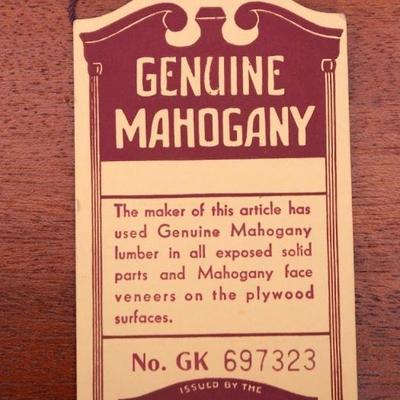 GENUINE
MAHOGANY
The maker of this article has
used Genuine Mahogany
lumber in all exposed solid
parts and Mahogany face
veneers on the plywood
surfaces.
No. GK 697323
ISSUED BY THE